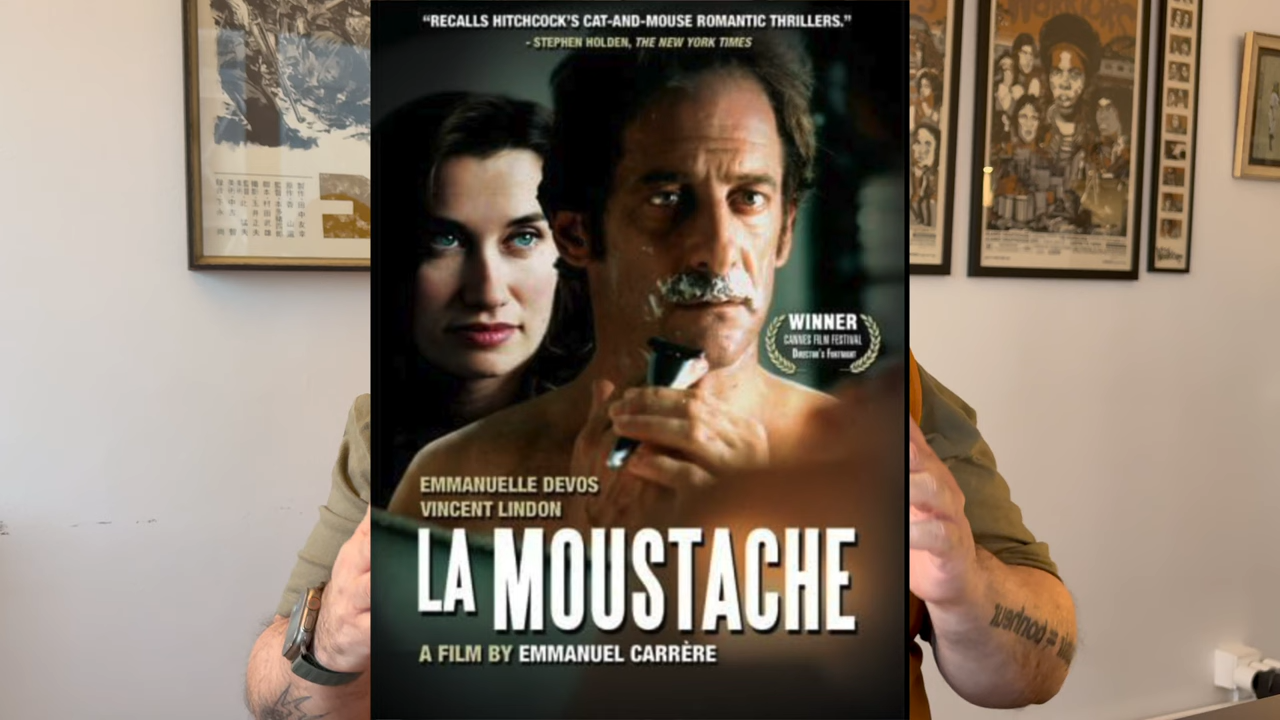 “RECALLS HITCHCOCK’S CAT-AND-MOUSE ROMANTIC THRILLERS.”
- STEPHEN HOLDEN, THE NEW YORK TIMES
WINNER
CANNES FILM FESTIVAL
DIRECTOR’S FORTNIGHT
EMMANUELLE DEVOS
VINCENT LINDON
LA MOUSTACHE
A FILM BY EMMANUEL CARRÈRE